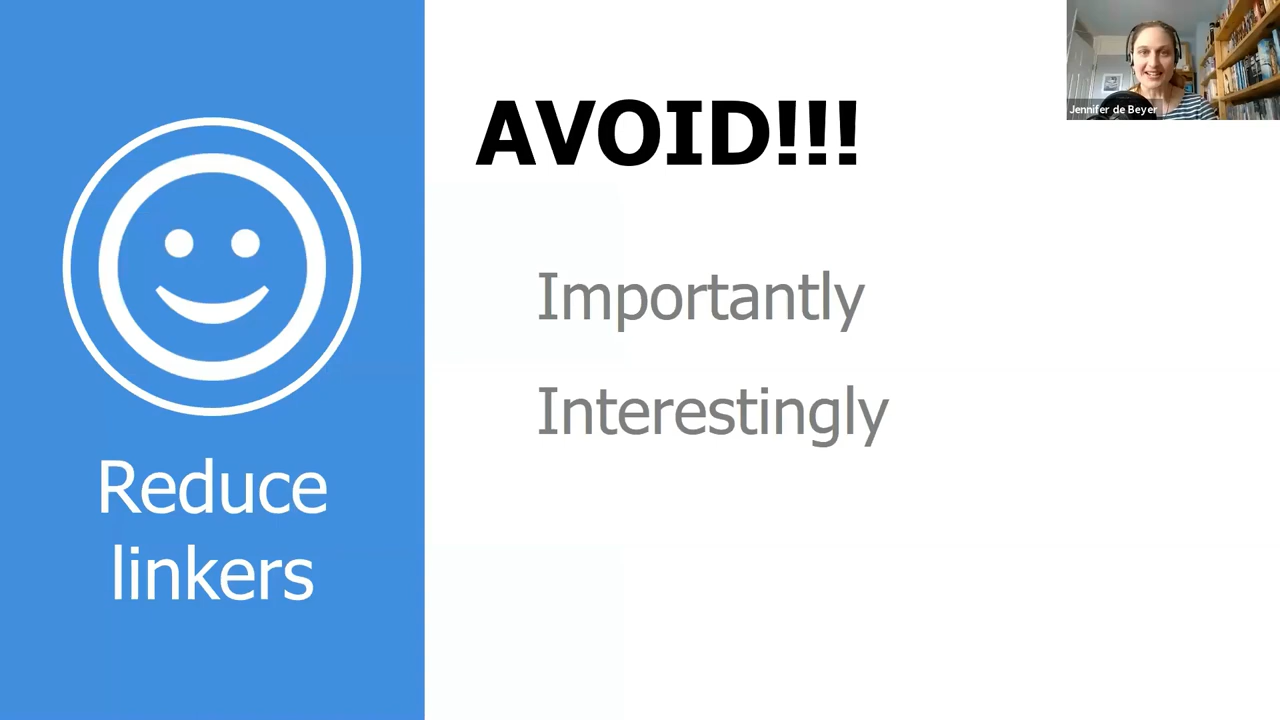 AVOID!!!
Importantly
Interestingly
Reduce
linkers
Jennifer de Beyer